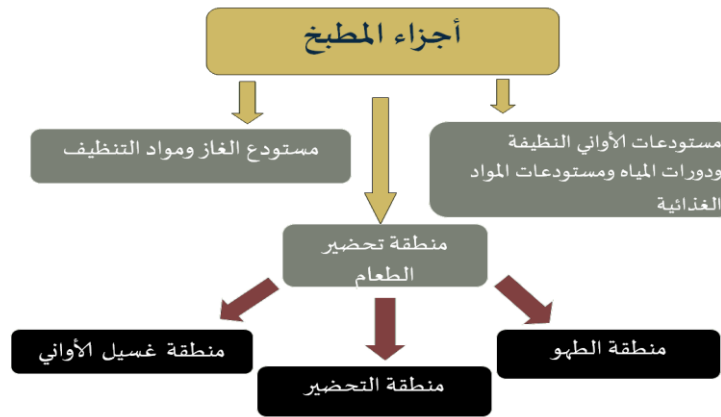 أجزاء المطبخ
مستودعات الأواني النظيفة
ودورات المياه ومستودعات المواد
الغذائية
مستودع الغاز ومواد التنظيف
منطقة تحضير
الطعام
منطقة الطهو
منطقة التحضير
منطقة غسيل الأواني